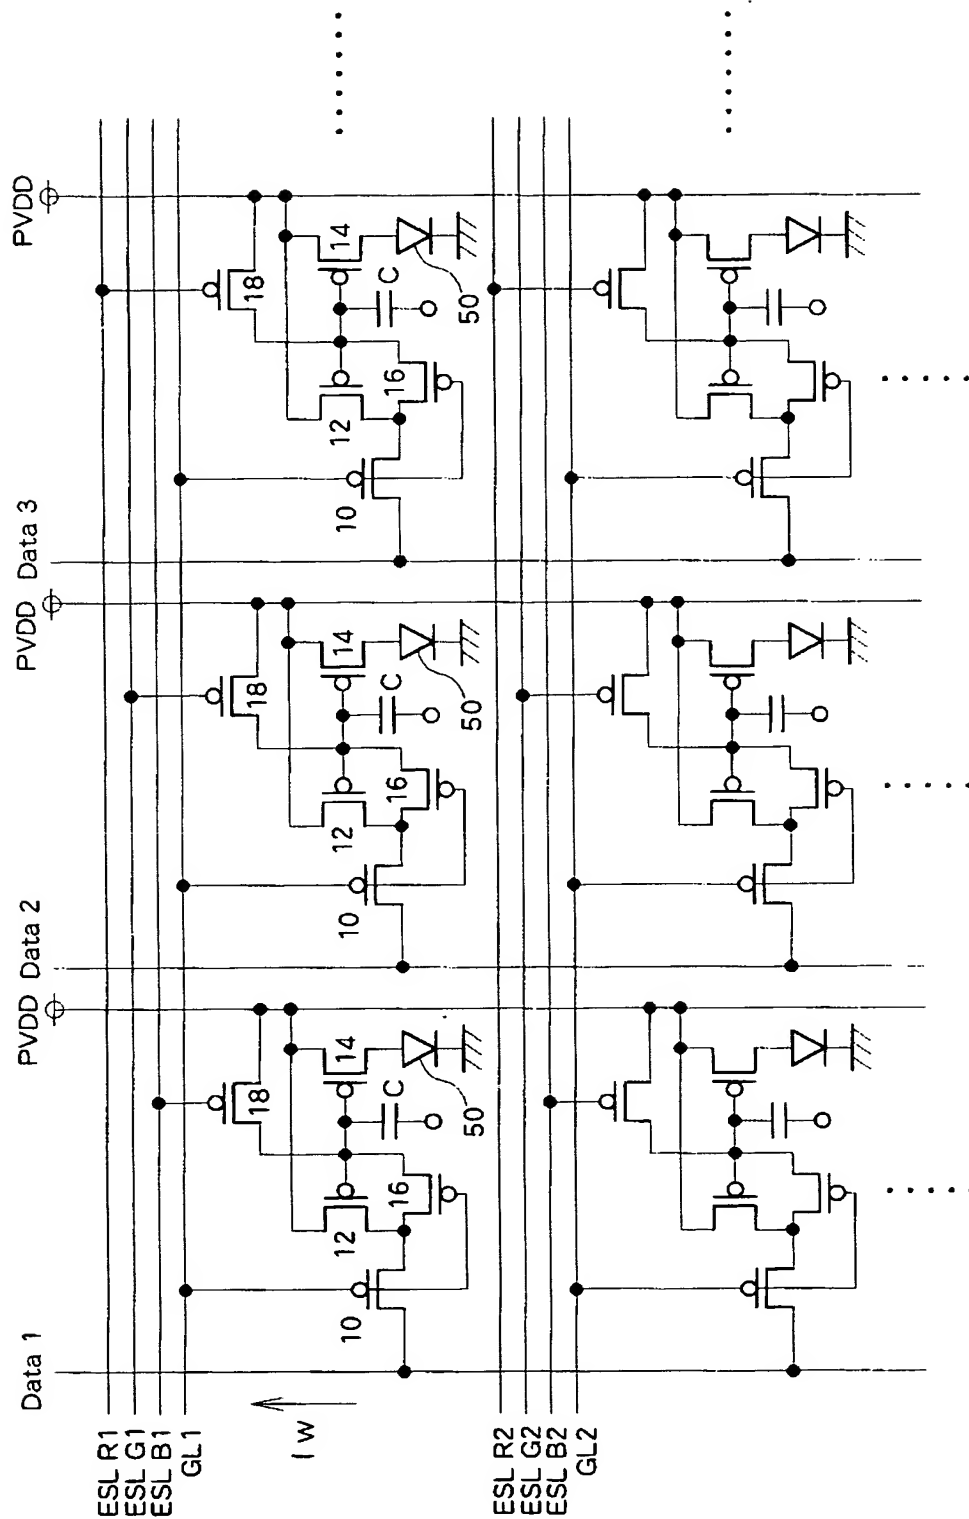 Data 1
PVDD
Data 2
PVDD
Data 3
PVDD
ESL R1
ESL G1
ESL B1
GL1
18
18
18
14
14
14
12
12
12
C
C
C
16
16
16
10
10
10
50
50
50
I W
ESL R2
ESL G2
ESL B2
GL2